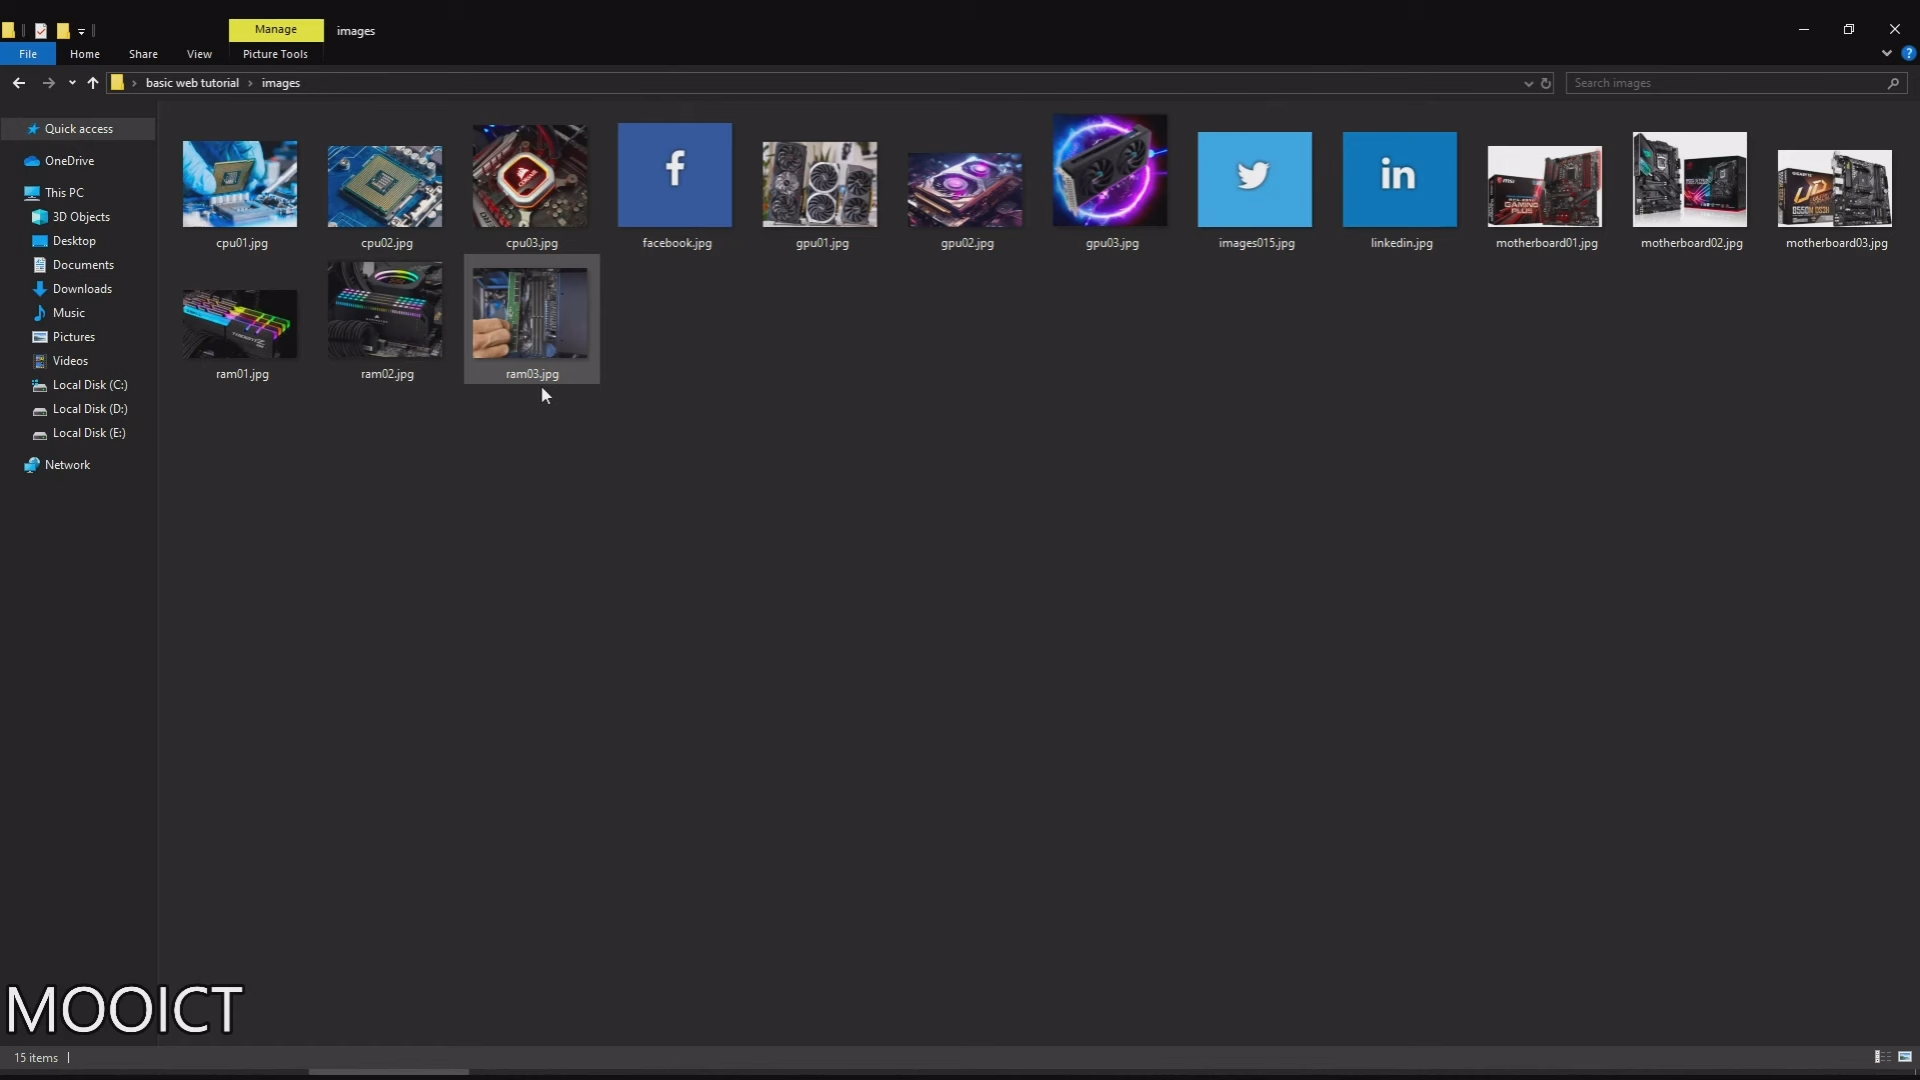 Manage
images
File
Home
Share
View
Picture Tools
basic web tutorial
images
Search images
Quick access
OneDrive
This PC
3D Objects
Desktop
Documents
Downloads
Music
Pictures
Videos
Local Disk (C:)
Local Disk (D:)
Local Disk (E:)
Network
f
in
GAMING
PLUS
cpu01.jpg
cpu02.jpg
cpu03.jpg
facebook.jpg
gpu01.jpg
gpu02.jpg
gpu03.jpg
images015.jpg
linkedin.jpg
motherboard01.jpg
motherboard02.jpg
motherboard03.jpg
ram01.jpg
ram02.jpg
ram03.jpg
MOOICT
15 items